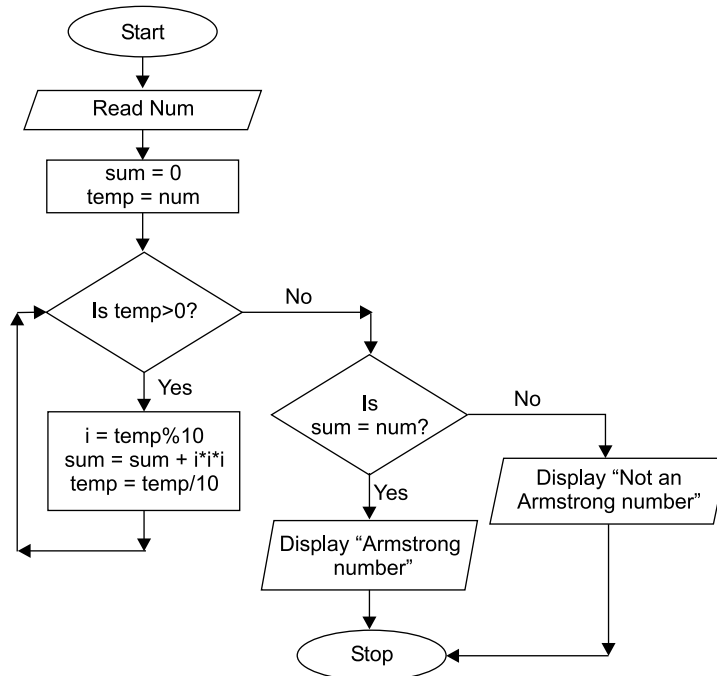 Start
Read Num
sum = 0
temp = num
Is temp>0?
No
Yes
i = temp%10
sum = sum + i*i*i
temp = temp/10
Is
sum = num?
No
Yes
Display “Not an
Armstrong number”
Display “Armstrong
number”
Stop